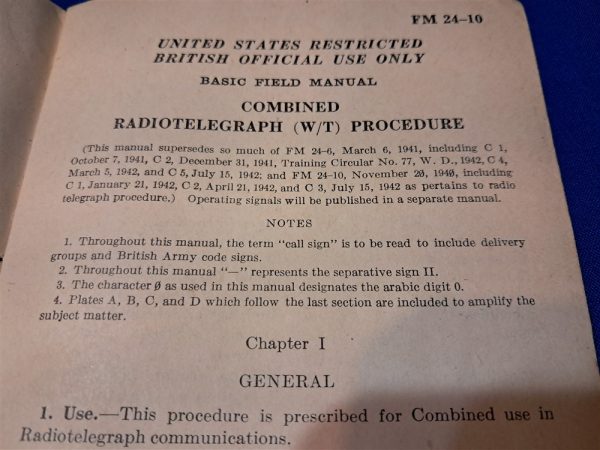 FM 24–10
UNITED STATES RESTRICTED
BRITISH OFFICIAL USE ONLY
BASIC FIELD MANUAL
COMBINED
RADIOTELEGRAPH (W/T) PROCEDURE
(This manual supersedes so much of FM 24–6, March 6, 1941, including C 1,
October 7, 1941, C 2, December 31, 1941, Training Circular No. 77, W. D., 1942, C 4,
March 5, 1942, and C 5, July 15, 1942; and FM 24–10, November 2Ø, 194Ø, including
C 1, January 21, 1942, C 2, April 21, 1942, and C 3, July 15, 1942 as pertains to radio
telegraph procedure.) Operating signals will be published in a separate manual.
NOTES
1. Throughout this manual, the term "call sign" is to be read to include delivery
groups and British Army code signs.
2. Throughout this manual "—" represents the separative sign II.
3. The character Ø as used in this manual designates the arabic digit 0.
4. Plates A, B, C, and D which follow the last section are included to amplify the
subject matter.
Chapter I
GENERAL
1. Use.—This procedure is prescribed for Combined use in
Radiotelegraph communications.